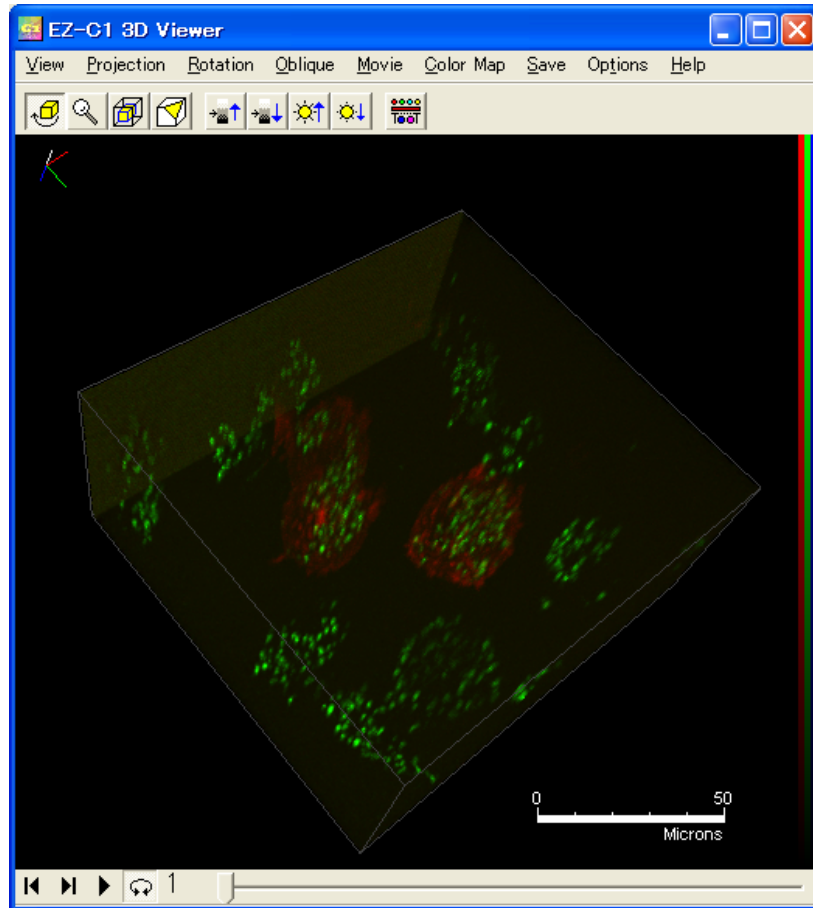 EZ-C1 3D Viewer
View Projection Rotation Oblique Movie Color Map Save Options Help
0 50
Microns
1